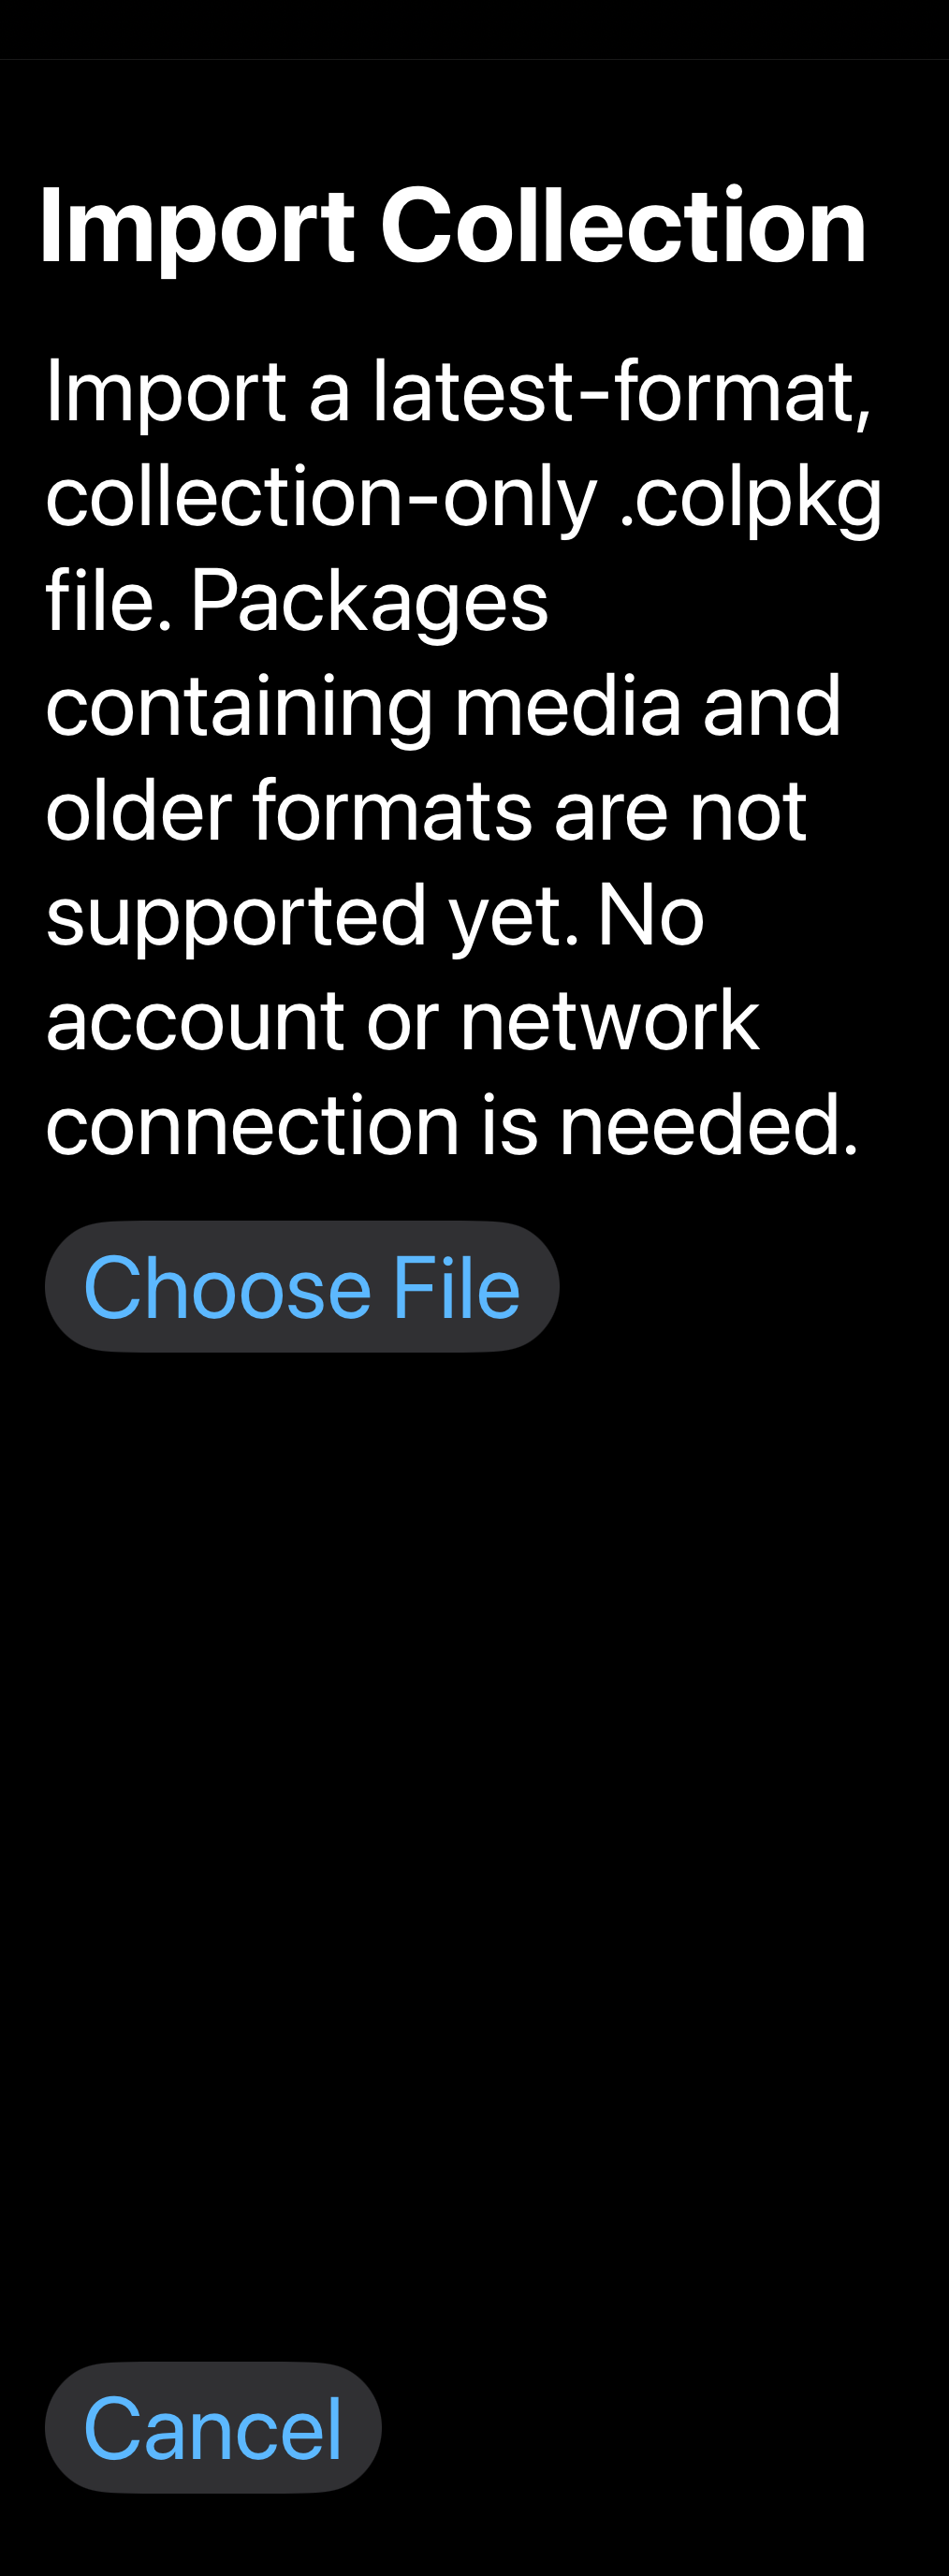 Import Collection
Import a latest-format,
collection-only .colpkg
file. Packages
containing media and
older formats are not
supported yet. No
account or network
connection is needed.
Choose File
Cancel